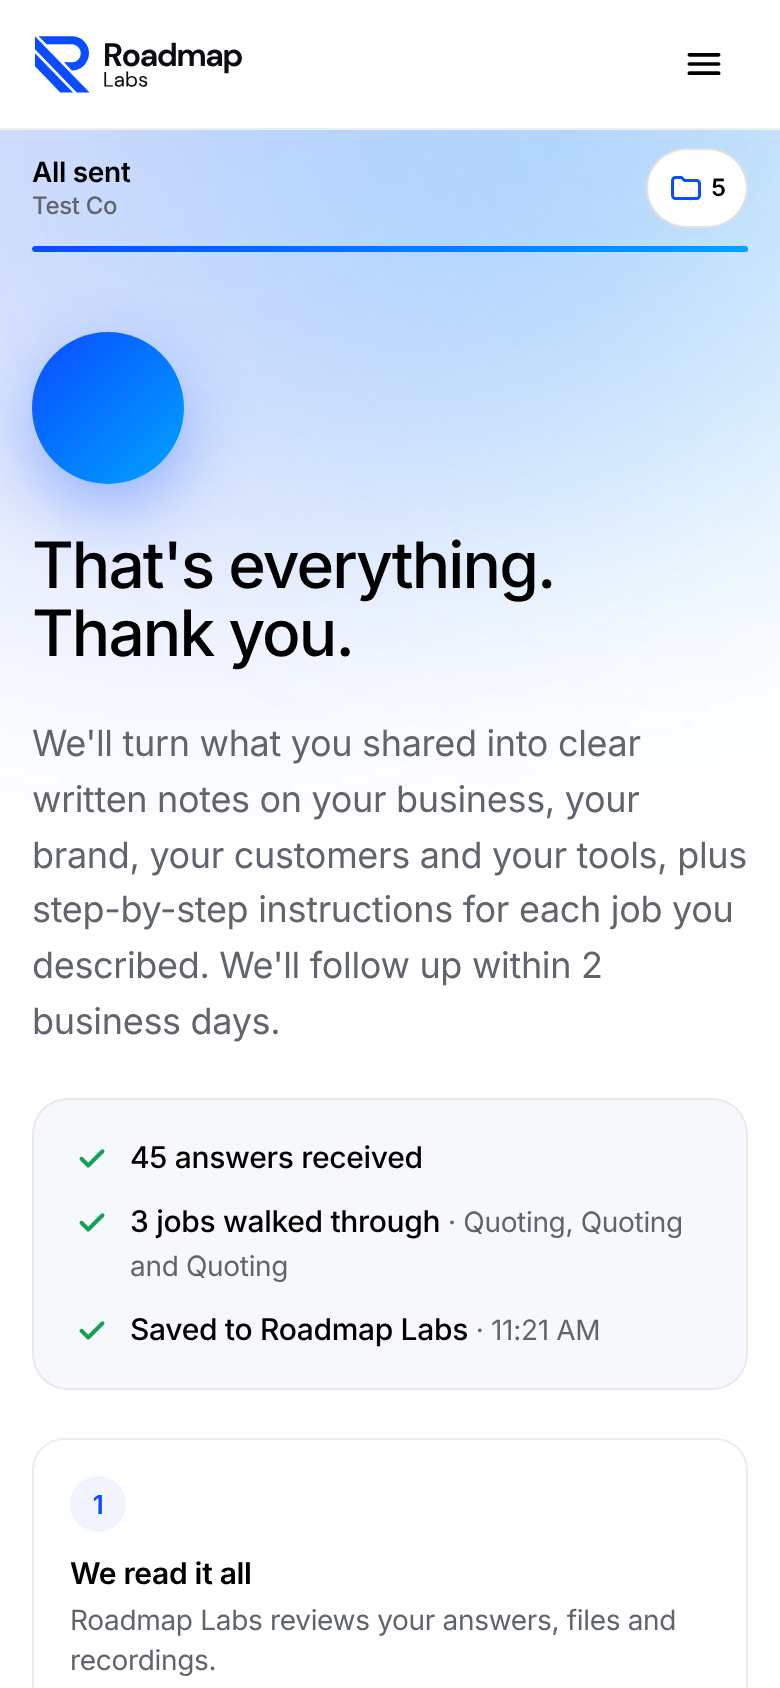 Roadmap
Labs
All sent
Test Co
5
That's everything.
Thank you.
We'll turn what you shared into clear
written notes on your business, your
brand, your customers and your tools, plus
step-by-step instructions for each job you
described. We'll follow up within 2
business days.
45 answers received
3 jobs walked through · Quoting, Quoting
and Quoting
Saved to Roadmap Labs · 11:21 AM
1
We read it all
Roadmap Labs reviews your answers, files and
recordings.